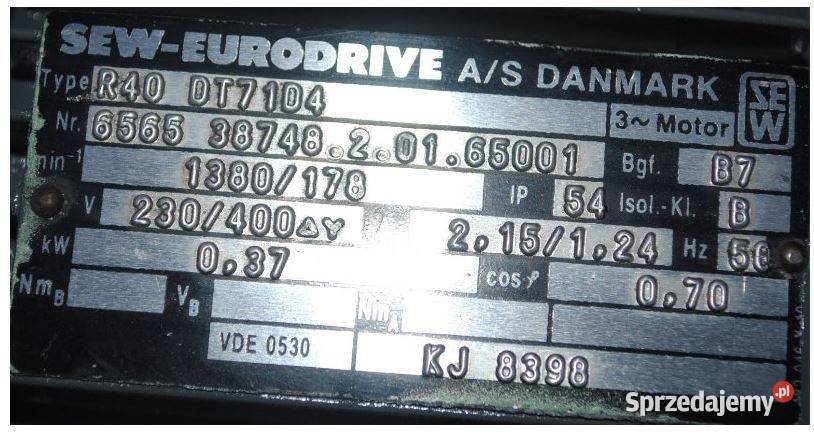 SEW-EURODRIVE A/S DANMARK
Type R40 DT71D4
3~ Motor SEW
Nr. 6565 38748.2.01.65001 Bgf. B7
min-1 1380/178 IP 54 Isol.-Kl. B
V 230/400△Y 2,15/1,24 Hz 50
kW 0,37 cosφ 0,70
NmB VB NmA
VDE 0530 KJ 8398
Sprzedajemy.pl